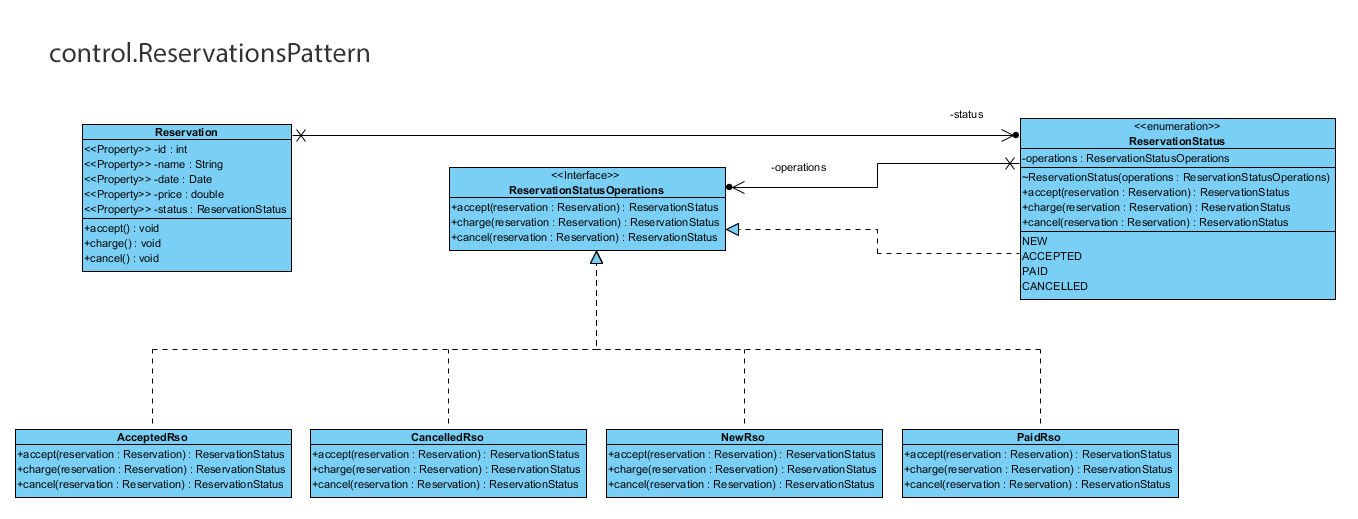 control.ReservationsPattern
-status
Reservation
<<Property>> -id : int
<<Property>> -name : String
<<Property>> -date : Date
<<Property>> -price : double
<<Property>> -status : ReservationStatus
+accept() : void
+charge() : void
+cancel() : void
-operations
<<Interface>>
ReservationStatusOperations
+accept(reservation : Reservation) : ReservationStatus
+charge(reservation : Reservation) : ReservationStatus
+cancel(reservation : Reservation) : ReservationStatus
<<enumeration>>
ReservationStatus
-operations : ReservationStatusOperations
~ReservationStatus(operations : ReservationStatusOperations)
+accept(reservation : Reservation) : ReservationStatus
+charge(reservation : Reservation) : ReservationStatus
+cancel(reservation : Reservation) : ReservationStatus
NEW
ACCEPTED
PAID
CANCELLED
AcceptedRso
+accept(reservation : Reservation) : ReservationStatus
+charge(reservation : Reservation) : ReservationStatus
+cancel(reservation : Reservation) : ReservationStatus
CancelledRso
+accept(reservation : Reservation) : ReservationStatus
+charge(reservation : Reservation) : ReservationStatus
+cancel(reservation : Reservation) : ReservationStatus
NewRso
+accept(reservation : Reservation) : ReservationStatus
+charge(reservation : Reservation) : ReservationStatus
+cancel(reservation : Reservation) : ReservationStatus
PaidRso
+accept(reservation : Reservation) : ReservationStatus
+charge(reservation : Reservation) : ReservationStatus
+cancel(reservation : Reservation) : ReservationStatus